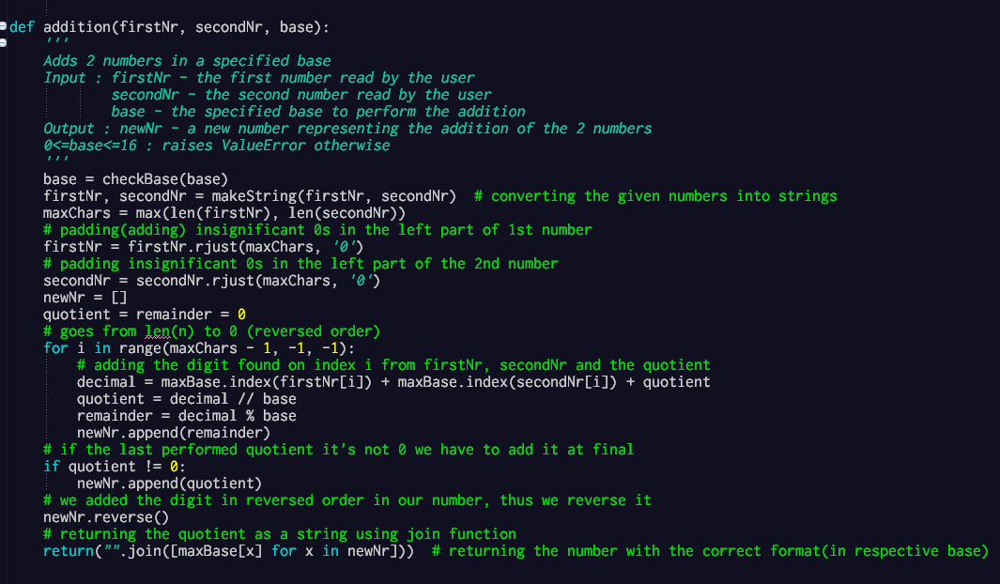 def addition(firstNr, secondNr, base):
    '''
    Adds 2 numbers in a specified base
    Input : firstNr - the first number read by the user
            secondNr - the second number read by the user
            base - the specified base to perform the addition
    Output : newNr - a new number representing the addition of the 2 numbers
    0<=base<=16 : raises ValueError otherwise
    '''
    base = checkBase(base)
    firstNr, secondNr = makeString(firstNr, secondNr)  # converting the given numbers into strings
    maxChars = max(len(firstNr), len(secondNr))
    # padding(adding) insignificant 0s in the left part of 1st number
    firstNr = firstNr.rjust(maxChars, '0')
    # padding insignificant 0s in the left part of the 2nd number
    secondNr = secondNr.rjust(maxChars, '0')
    newNr = []
    quotient = remainder = 0
    # goes from len(n) to 0 (reversed order)
    for i in range(maxChars - 1, -1, -1):
        # adding the digit found on index i from firstNr, secondNr and the quotient
        decimal = maxBase.index(firstNr[i]) + maxBase.index(secondNr[i]) + quotient
        quotient = decimal // base
        remainder = decimal % base
        newNr.append(remainder)
    # if the last performed quotient it's not 0 we have to add it at final
    if quotient != 0:
        newNr.append(quotient)
    # we added the digit in reversed order in our number, thus we reverse it
    newNr.reverse()
    # returning the quotient as a string using join function
    return("".join([maxBase[x] for x in newNr]))  # returning the number with the correct format(in respective base)